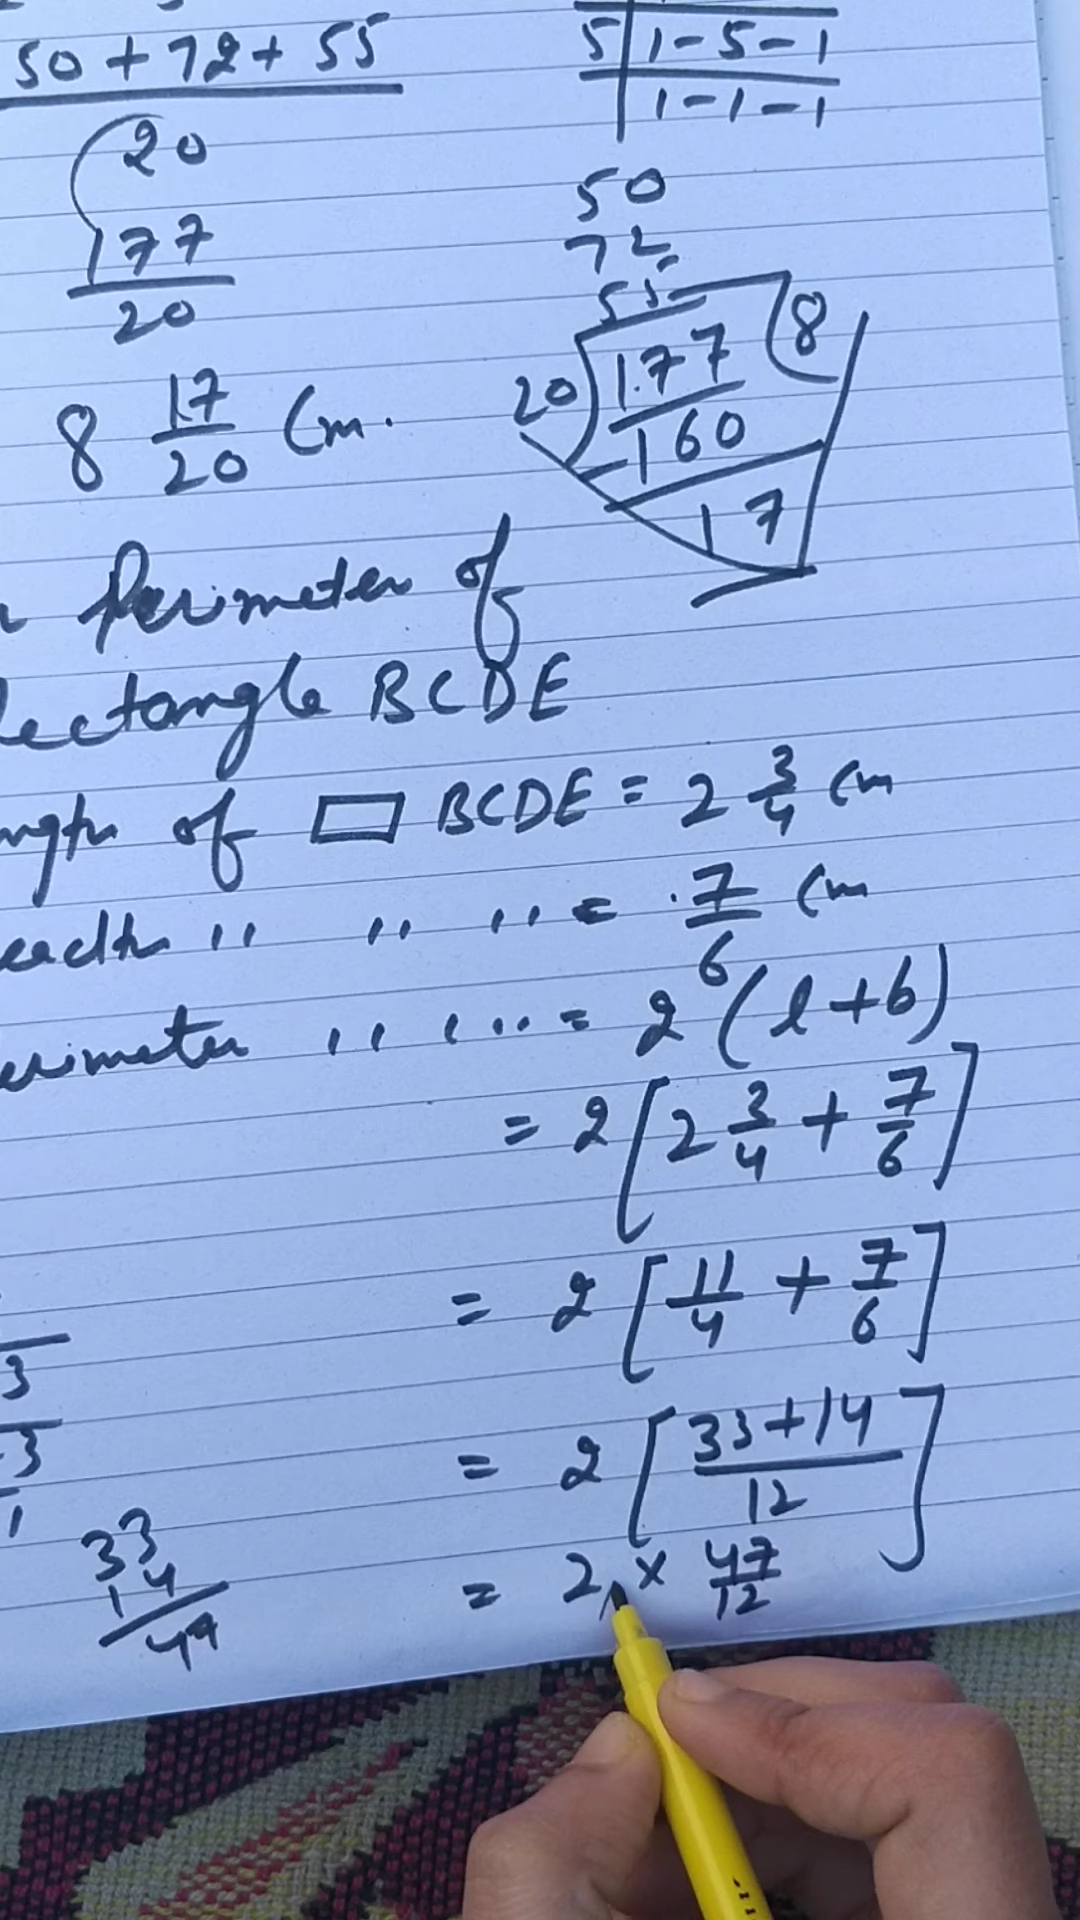 50 + 72 + 55
20
177
20
8 17/20 Cm.
5 | 1 - 5 - 1
1 - 1 - 1
50
72
55
20) 177 (8
160
17
Perimeter of
Rectangle BCDE
of ▭ BCDE = 2 3/4 Cm
" " " = 7/6 Cm
" " " = 2 (l + b)
= 2 [2 3/4 + 7/6]
= 2 [11/4 + 7/6]
= 2 [33 + 14 / 12]
= 2 × 47/12
3
3
1
33
14
47